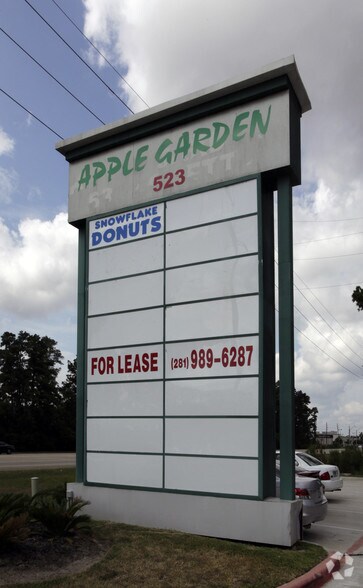 APPLE GARDEN
523
SNOWFLAKE
DONUTS
FOR LEASE (281) 989-6287